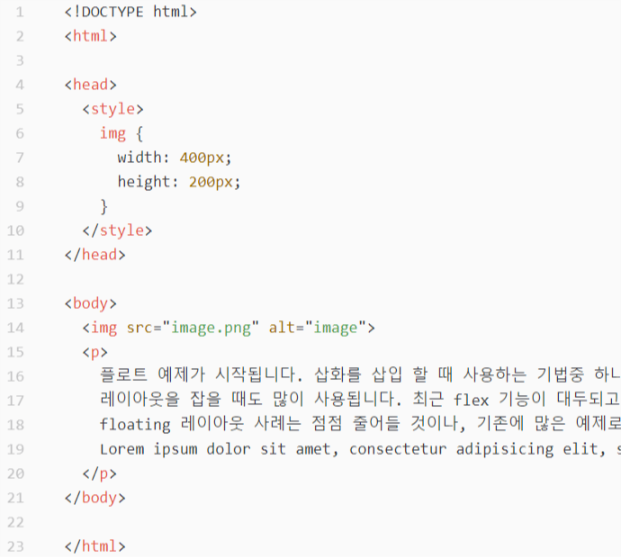 1 <!DOCTYPE html>
2 <html>
3
4 <head>
5 <style>
6 img {
7 width: 400px;
8 height: 200px;
9 }
10 </style>
11 </head>
12
13 <body>
14 <img src="image.png" alt="image">
15 <p>
16 플로트 예제가 시작됩니다. 삽화를 삽입 할 때 사용하는 기법중
17 레이아웃을 잡을 때도 많이 사용됩니다. 최근 flex 기능이 대두되고
18 floating 레이아웃 사례는 점점 줄어들 것이나, 기존에 많은 예제로
19 Lorem ipsum dolor sit amet, consectetur adipisicing elit,
20 </p>
21 </body>
22
23 </html>